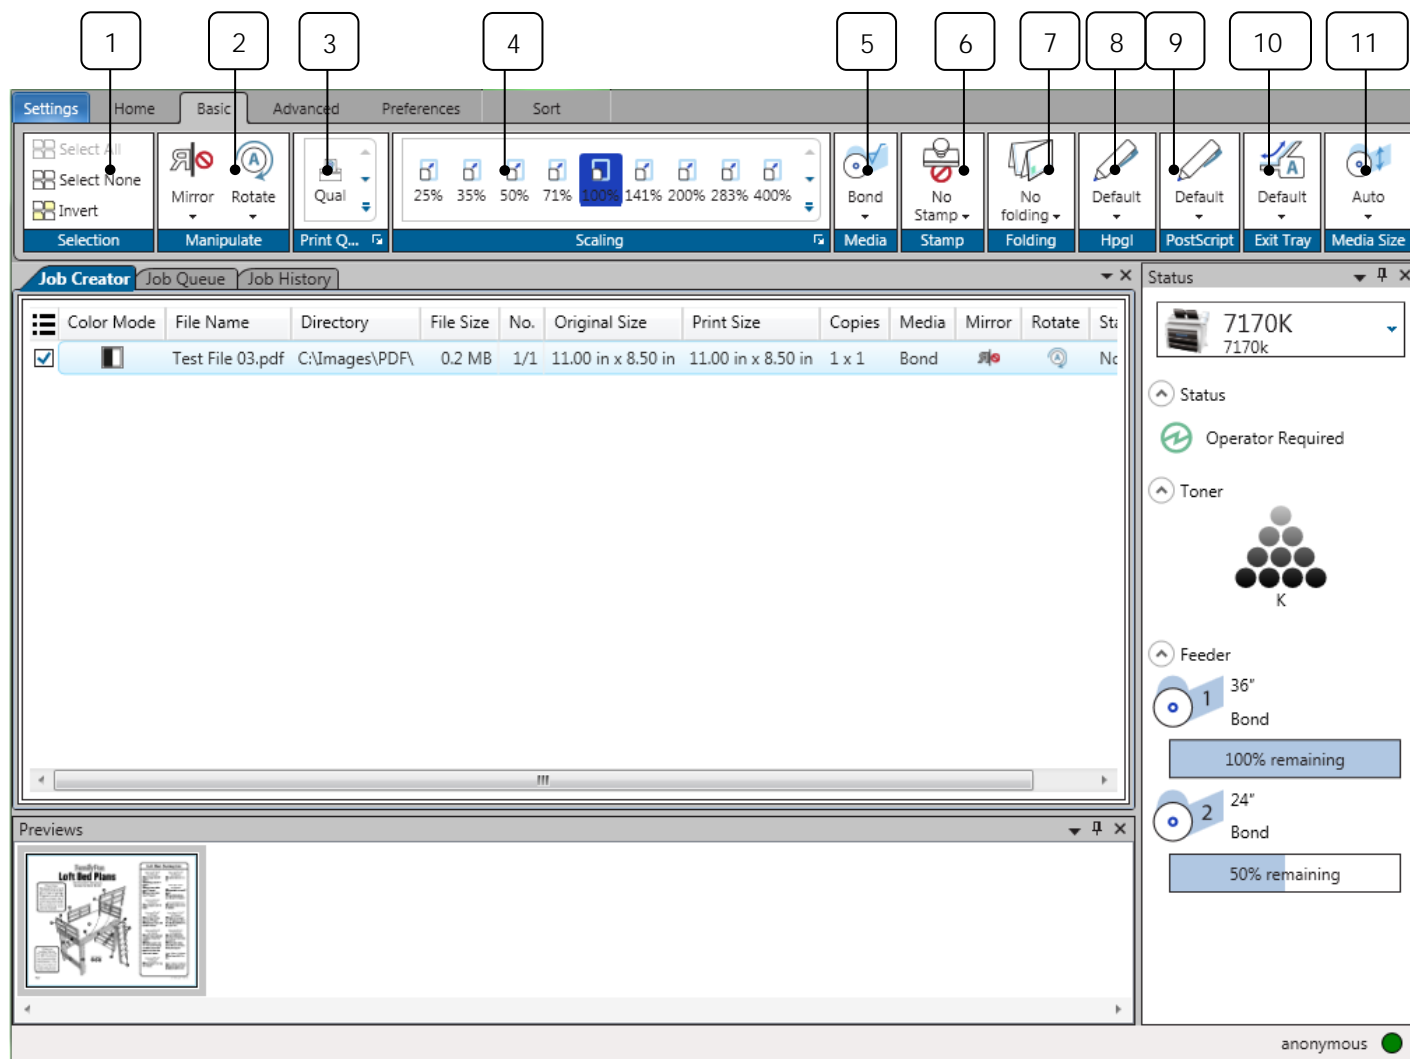 1 2 3 4 5 6 7 8 9 10 11
Settings Home Basic Advanced Preferences Sort
Select All
Select None
Invert
Selection
Mirror Rotate
Manipulate
Qual
Print Q...
25% 35% 50% 71% 100% 141% 200% 283% 400%
Scaling
Bond
Media
No
Stamp
Stamp
No
folding
Folding
Default
Hpgl
Default
PostScript
Default
Exit Tray
Auto
Media Size
Job Creator Job Queue Job History
Color Mode File Name Directory File Size No. Original Size Print Size Copies Media Mirror Rotate Sta
Test File 03.pdf C:\Images\PDF\ 0.2 MB 1/1 11.00 in x 8.50 in 11.00 in x 8.50 in 1 x 1 Bond Nc
Previews
Loft Bed Plans
Status
7170K
7170k
Status
Operator Required
Toner
K
Feeder
1
36"
Bond
100% remaining
2
24"
Bond
50% remaining
anonymous